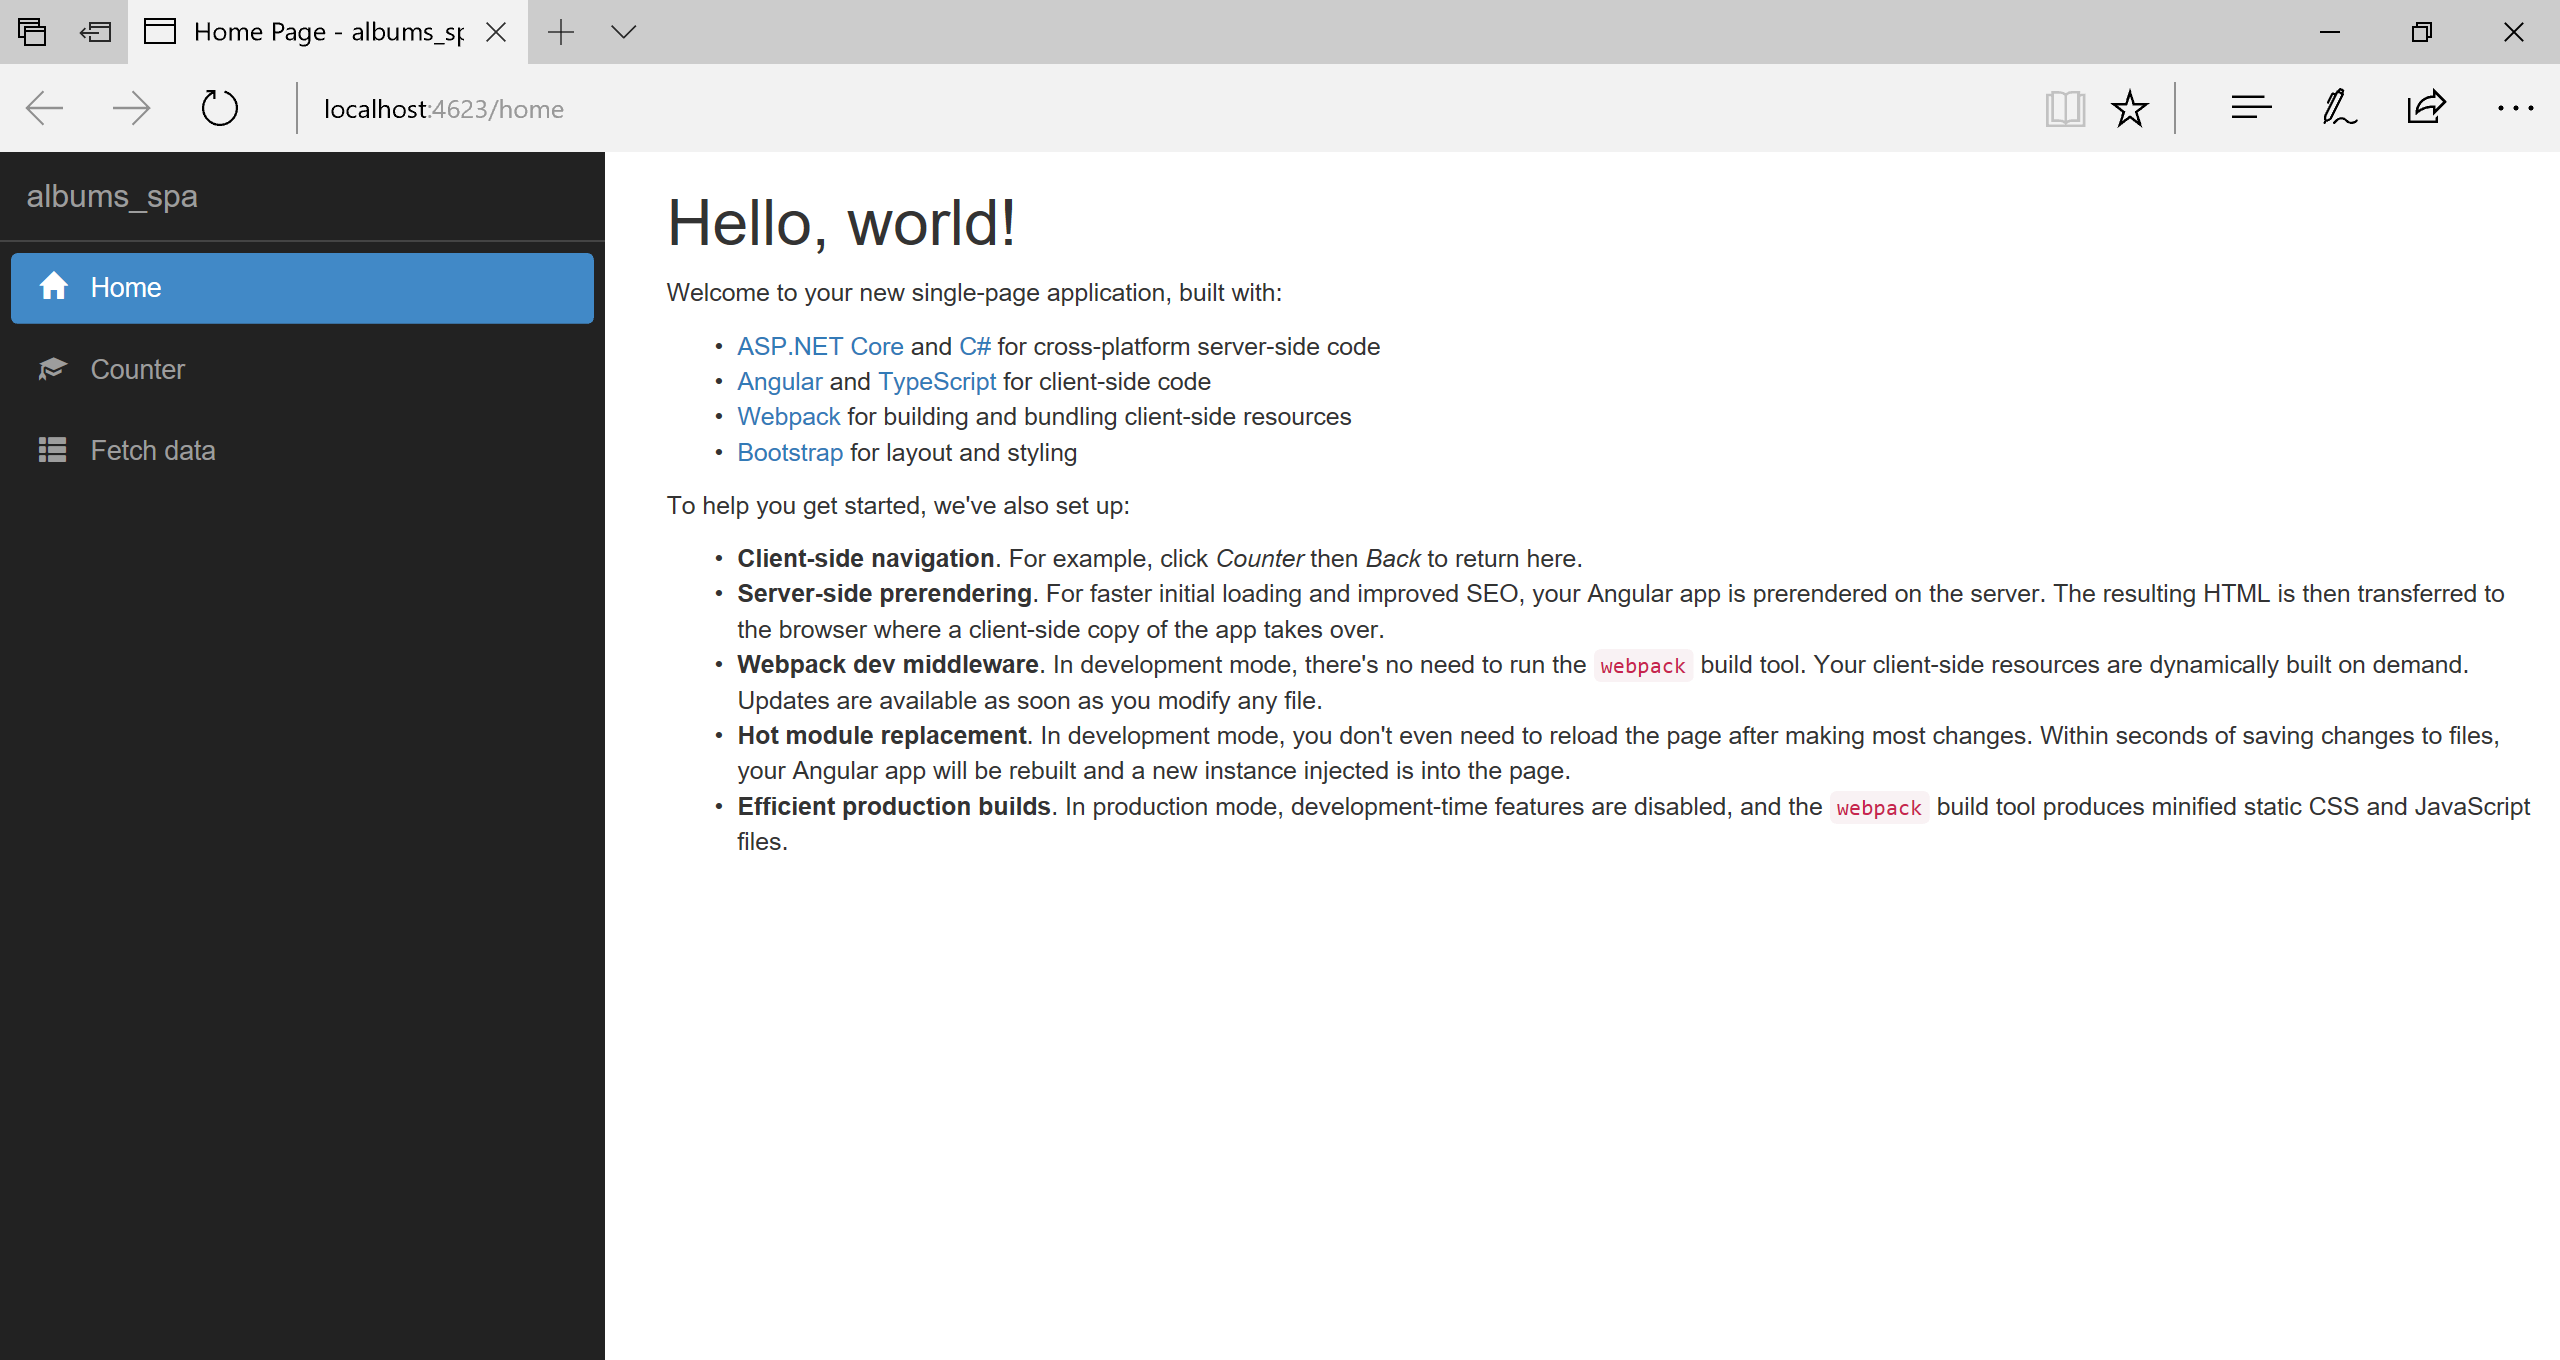 Home Page - albums_sp
localhost:4623/home
albums_spa
Home
Counter
Fetch data
Hello, world!
Welcome to your new single-page application, built with:
• ASP.NET Core and C# for cross-platform server-side code
• Angular and TypeScript for client-side code
• Webpack for building and bundling client-side resources
• Bootstrap for layout and styling
To help you get started, we've also set up:
• Client-side navigation. For example, click Counter then Back to return here.
• Server-side prerendering. For faster initial loading and improved SEO, your Angular app is prerendered on the server. The resulting HTML is then transferred to
the browser where a client-side copy of the app takes over.
• Webpack dev middleware. In development mode, there's no need to run the webpack build tool. Your client-side resources are dynamically built on demand.
Updates are available as soon as you modify any file.
• Hot module replacement. In development mode, you don't even need to reload the page after making most changes. Within seconds of saving changes to files,
your Angular app will be rebuilt and a new instance injected is into the page.
• Efficient production builds. In production mode, development-time features are disabled, and the webpack build tool produces minified static CSS and JavaScript
files.